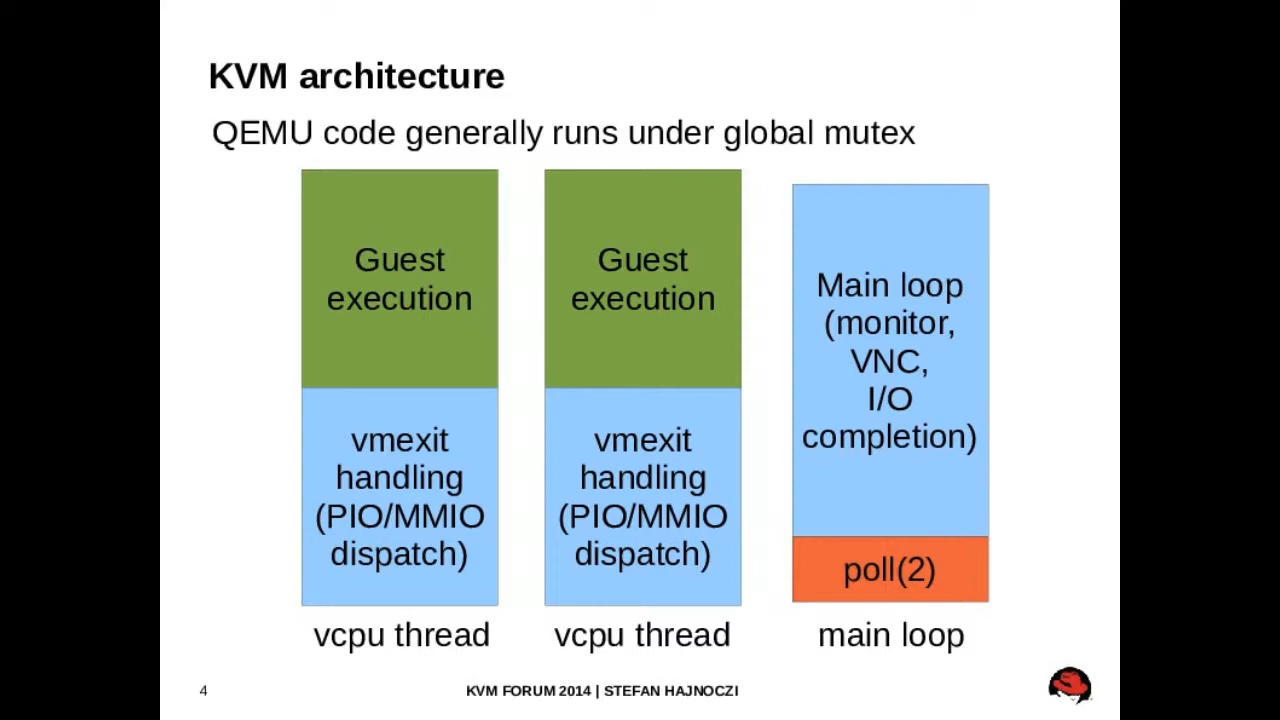 KVM architecture
QEMU code generally runs under global mutex
Guest
execution
vmexit
handling
(PIO/MMIO
dispatch)
vcpu thread
Guest
execution
vmexit
handling
(PIO/MMIO
dispatch)
vcpu thread
Main loop
(monitor,
VNC,
I/O
completion)
poll(2)
main loop
4
KVM FORUM 2014 | STEFAN HAJNOCZI